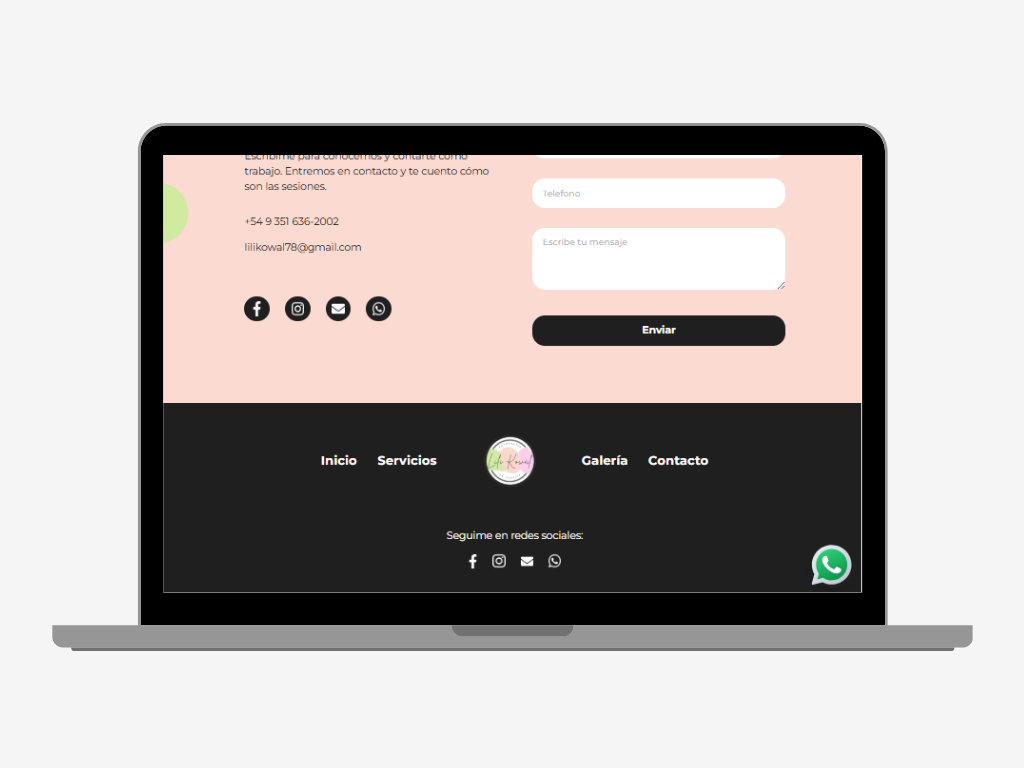 Escribime para conocernos y contarte cómo
trabajo. Entremos en contacto y te cuento cómo
son las sesiones.
+54 9 351 636-2002
lilikowal78@gmail.com
Telefono
Escribe tu mensaje
Enviar
Inicio
Servicios
Lili Kowal
Galería
Contacto
Seguime en redes sociales: